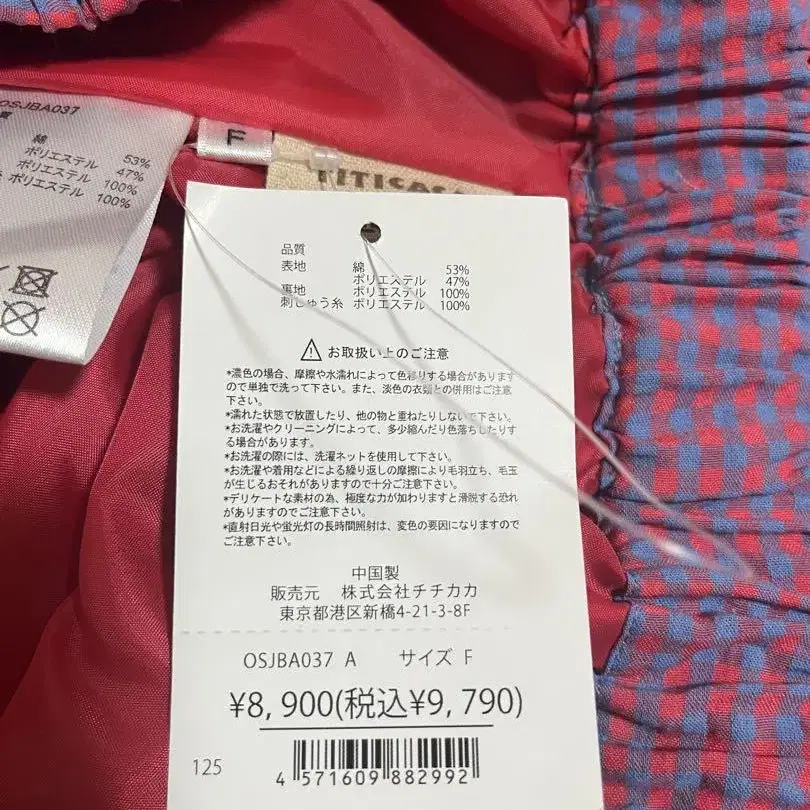 OSJBA037
綿 53%
ポリエステル 47%
ポリエステル 100%
糸 ポリエステル 100%
F
TITICACA
品質
表地 綿 53%
ポリエステル 47%
裏地 ポリエステル 100%
刺しゅう糸 ポリエステル 100%
お取扱い上のご注意
*濃色の場合、摩擦や水濡れによって色移りする場合があります
ので単独で洗って下さい。また、淡色の衣類との併用はご注意
下さい。
*濡れた状態で放置したり、他の物と重ねたりしないで下さい。
*お洗濯やクリーニングによって、多少縮んだり色落ちしたりす
る場合があります。
*お洗濯の際には、洗濯ネットを使用して下さい。
*お洗濯や着用などによる繰り返しの摩擦により毛羽立ち、毛玉
が生じるおそれがありますので十分ご注意下さい。
*デリケートな素材の為、極度な力が加わりますと滑脱する恐れ
がありますのでご注意下さい。
*直射日光や蛍光灯の長時間照射は、変色の要因になりますので
ご注意下さい。
中国製
販売元 株式会社チチカカ
東京都港区新橋4-21-3-8F
OSJBA037 A サイズ F
¥8,900(税込¥9,790)
125
4 571609 882992